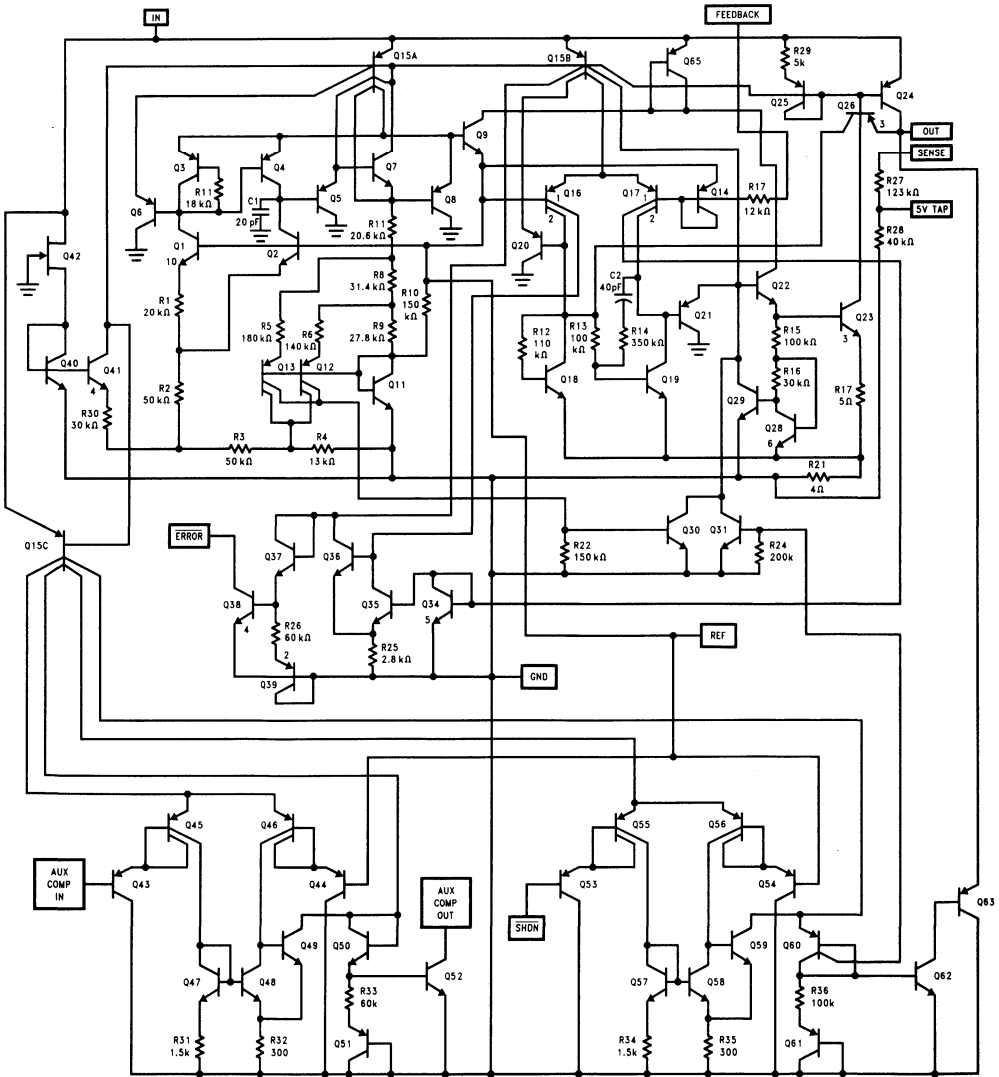 IN
FEEDBACK
Q15A
Q15B
Q65
R29
5k
Q25
Q24
Q26
3
OUT
SENSE
R27
123 kΩ
5V TAP
R28
40 kΩ
Q3
R11
18 kΩ
Q4
C1
20 pF
Q5
Q7
Q9
Q6
Q8
R11
20.6 kΩ
Q16
1
2
Q17
1
2
Q14
R17
12 kΩ
Q1
10
Q2
Q20
Q42
R1
20 kΩ
R8
31.4 kΩ
R10
150
kΩ
C2
40pF
Q21
Q22
R5
180 kΩ
R6
140 kΩ
R9
27.8 kΩ
R12
110
kΩ
R13
100
kΩ
R14
350 kΩ
R15
100 kΩ
Q23
3
Q40
Q41
4
R2
50 kΩ
Q13
Q12
Q11
Q18
Q19
R16
30 kΩ
R17
5Ω
Q29
Q28
6
R30
30 kΩ
R3
50 kΩ
R4
13 kΩ
R21
4Ω
Q15C
ERROR
Q37
Q36
R22
150 kΩ
Q30
Q31
R24
200k
Q38
4
Q35
Q34
5
R26
60 kΩ
R25
2.8 kΩ
2
Q39
REF
GND
Q45
Q46
Q55
Q56
AUX
COMP
IN
Q43
Q44
AUX
COMP
OUT
Q53
Q54
SHDN
Q63
Q49
Q50
Q59
Q60
Q47
Q48
Q52
Q57
Q58
Q62
R33
60k
R36
100k
R31
1.5k
R32
300
Q51
R34
1.5k
R35
300
Q61